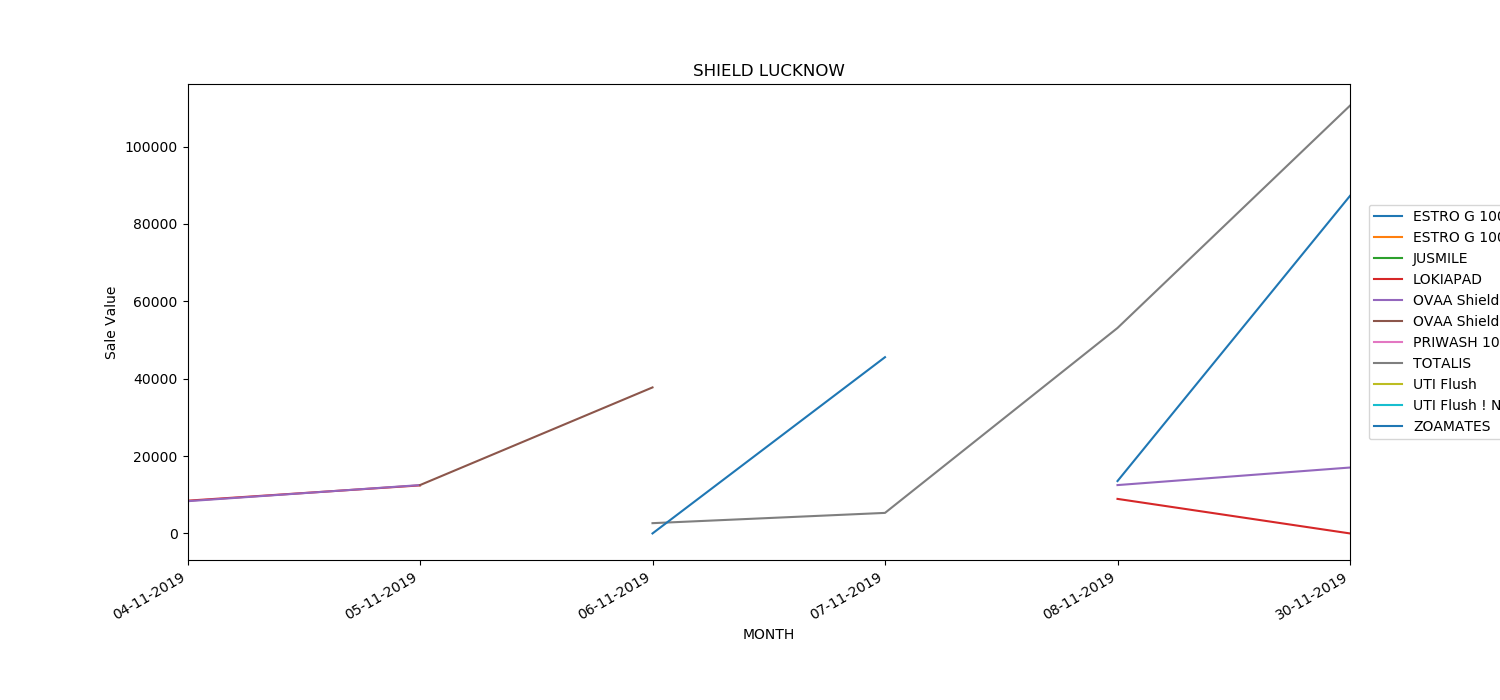 SHIELD LUCKNOW
100000
80000
60000
40000
20000
0
Sale Value
04-11-2019
05-11-2019
06-11-2019
07-11-2019
08-11-2019
30-11-2019
MONTH
ESTRO G 100
ESTRO G 100
JUSMILE
LOKIAPAD
OVAA Shield
OVAA Shield
PRIWASH 10
TOTALIS
UTI Flush
UTI Flush ! N
ZOAMATES